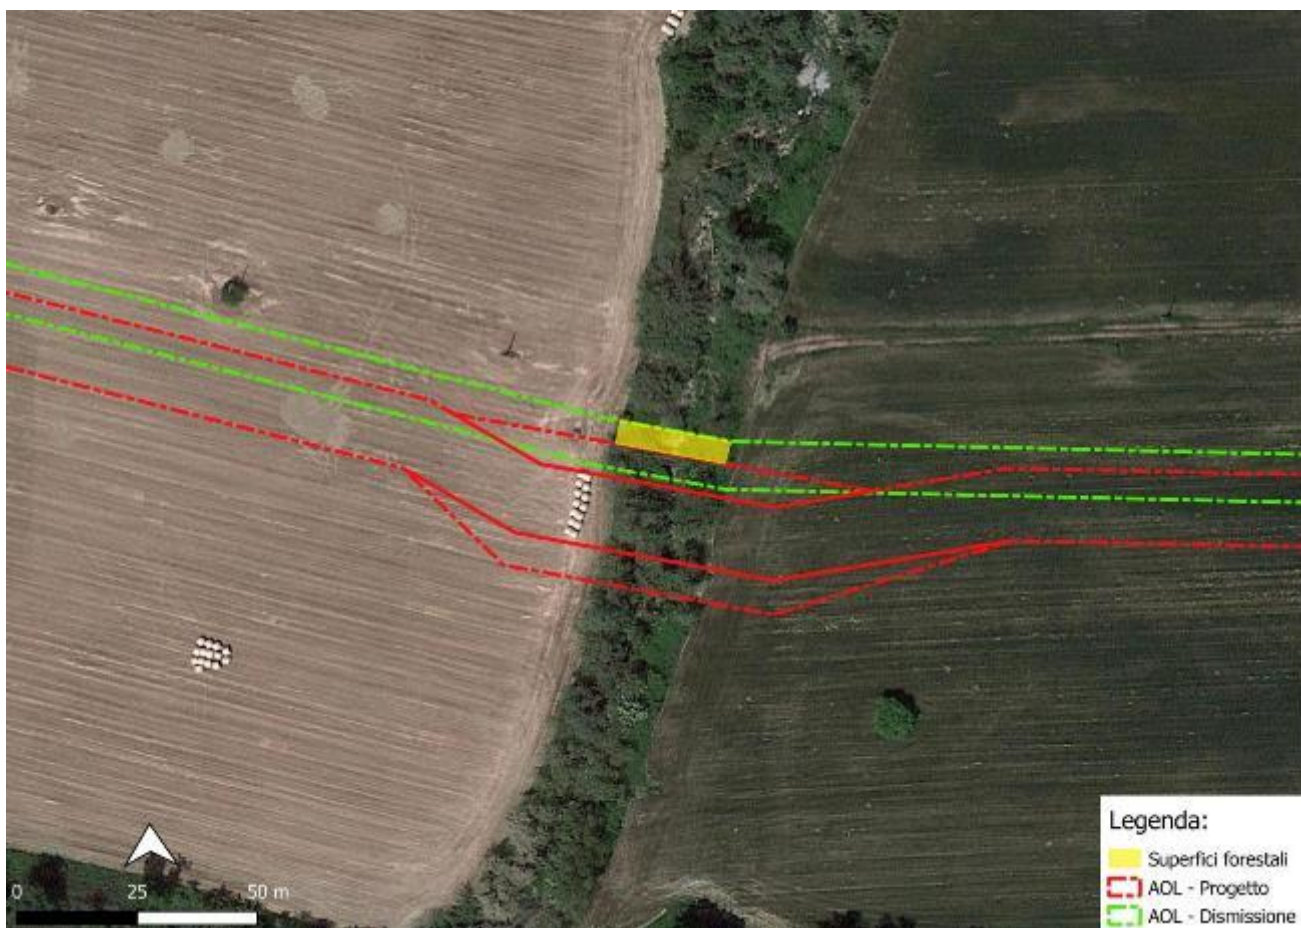 0 25 50 m
Legenda:
Superfici forestali
AOL - Progetto
AOL - Dismissione